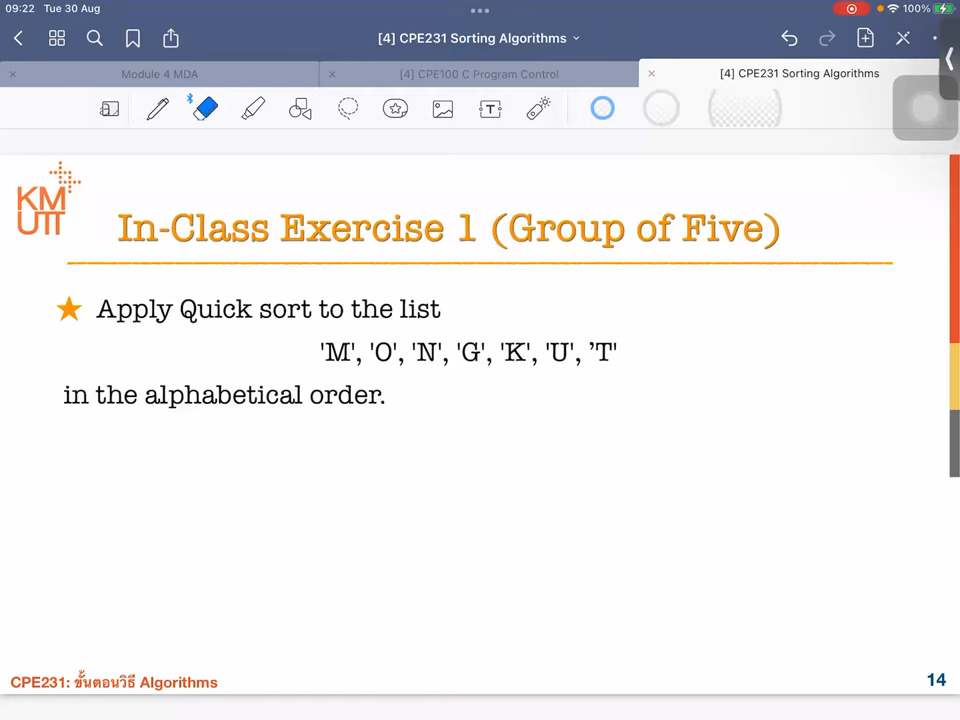 09:22 Tue 30 Aug 100%
[4] CPE231 Sorting Algorithms
Module 4 MDA [4] CPE100 C Program Control [4] CPE231 Sorting Algorithms
KM
UTT
In-Class Exercise 1 (Group of Five)
Apply Quick sort to the list
'M', 'O', 'N', 'G', 'K', 'U', ’T'
in the alphabetical order.
CPE231: ขั้นตอนวิธี Algorithms 14